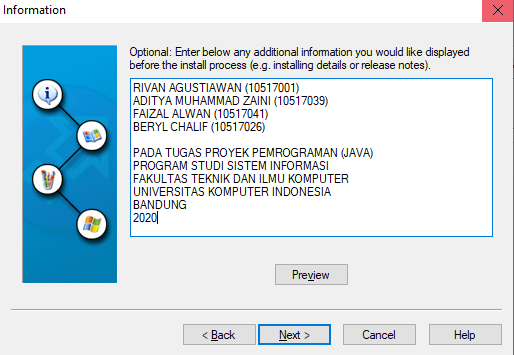 Information
Optional: Enter below any additional information you would like displayed
before the install process (e.g. installing details or release notes).
RIVAN AGUSTIAWAN (10517001)
ADITYA MUHAMMAD ZAINI (10517039)
FAIZAL ALWAN (10517041)
BERYL CHALIF (10517026)
PADA TUGAS PROYEK PEMROGRAMAN (JAVA)
PROGRAM STUDI SISTEM INFORMASI
FAKULTAS TEKNIK DAN ILMU KOMPUTER
UNIVERSITAS KOMPUTER INDONESIA
BANDUNG
2020
Preview
< Back Next > Cancel Help